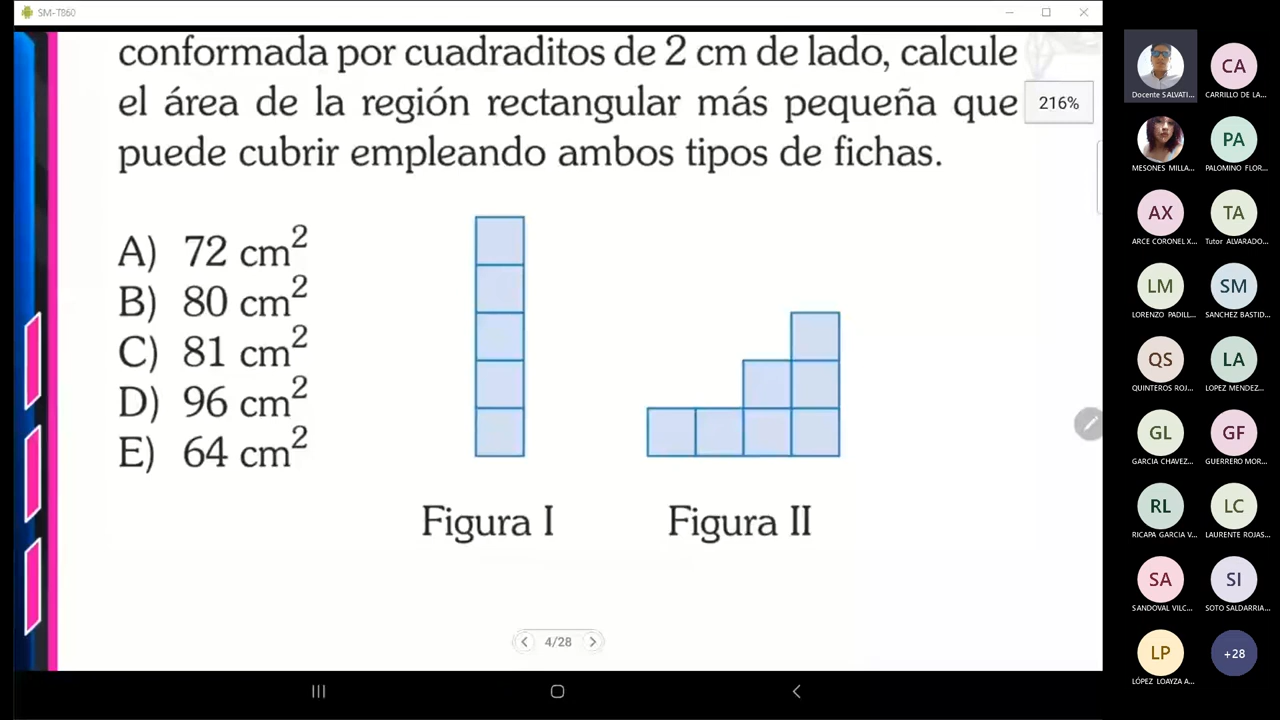 SM-T860
conformada por cuadraditos de 2 cm de lado, calcule
el área de la región rectangular más pequeña que
puede cubrir empleando ambos tipos de fichas.
216%
A) 72 cm²
B) 80 cm²
C) 81 cm²
D) 96 cm²
E) 64 cm²
Figura I
Figura II
4/28
Docente SALVATI...
CA
CARRILLO DE LA...
MESONES MILLA...
PA
PALOMINO FLOR...
AX
ARCE CORONEL X...
TA
Tutor ALVARADO...
LM
LORENZO PADILL...
SM
SANCHEZ BASTID...
QS
QUINTEROS ROJ...
LA
LOPEZ MENDEZ...
GL
GARCIA CHAVEZ...
GF
GUERRERO MOR...
RL
RICAPA GARCIA V...
LC
LAURENTE ROJAS...
SA
SANDOVAL VILC...
SI
SOTO SALDARRIA...
LP
LÓPEZ LOAYZA A...
+28